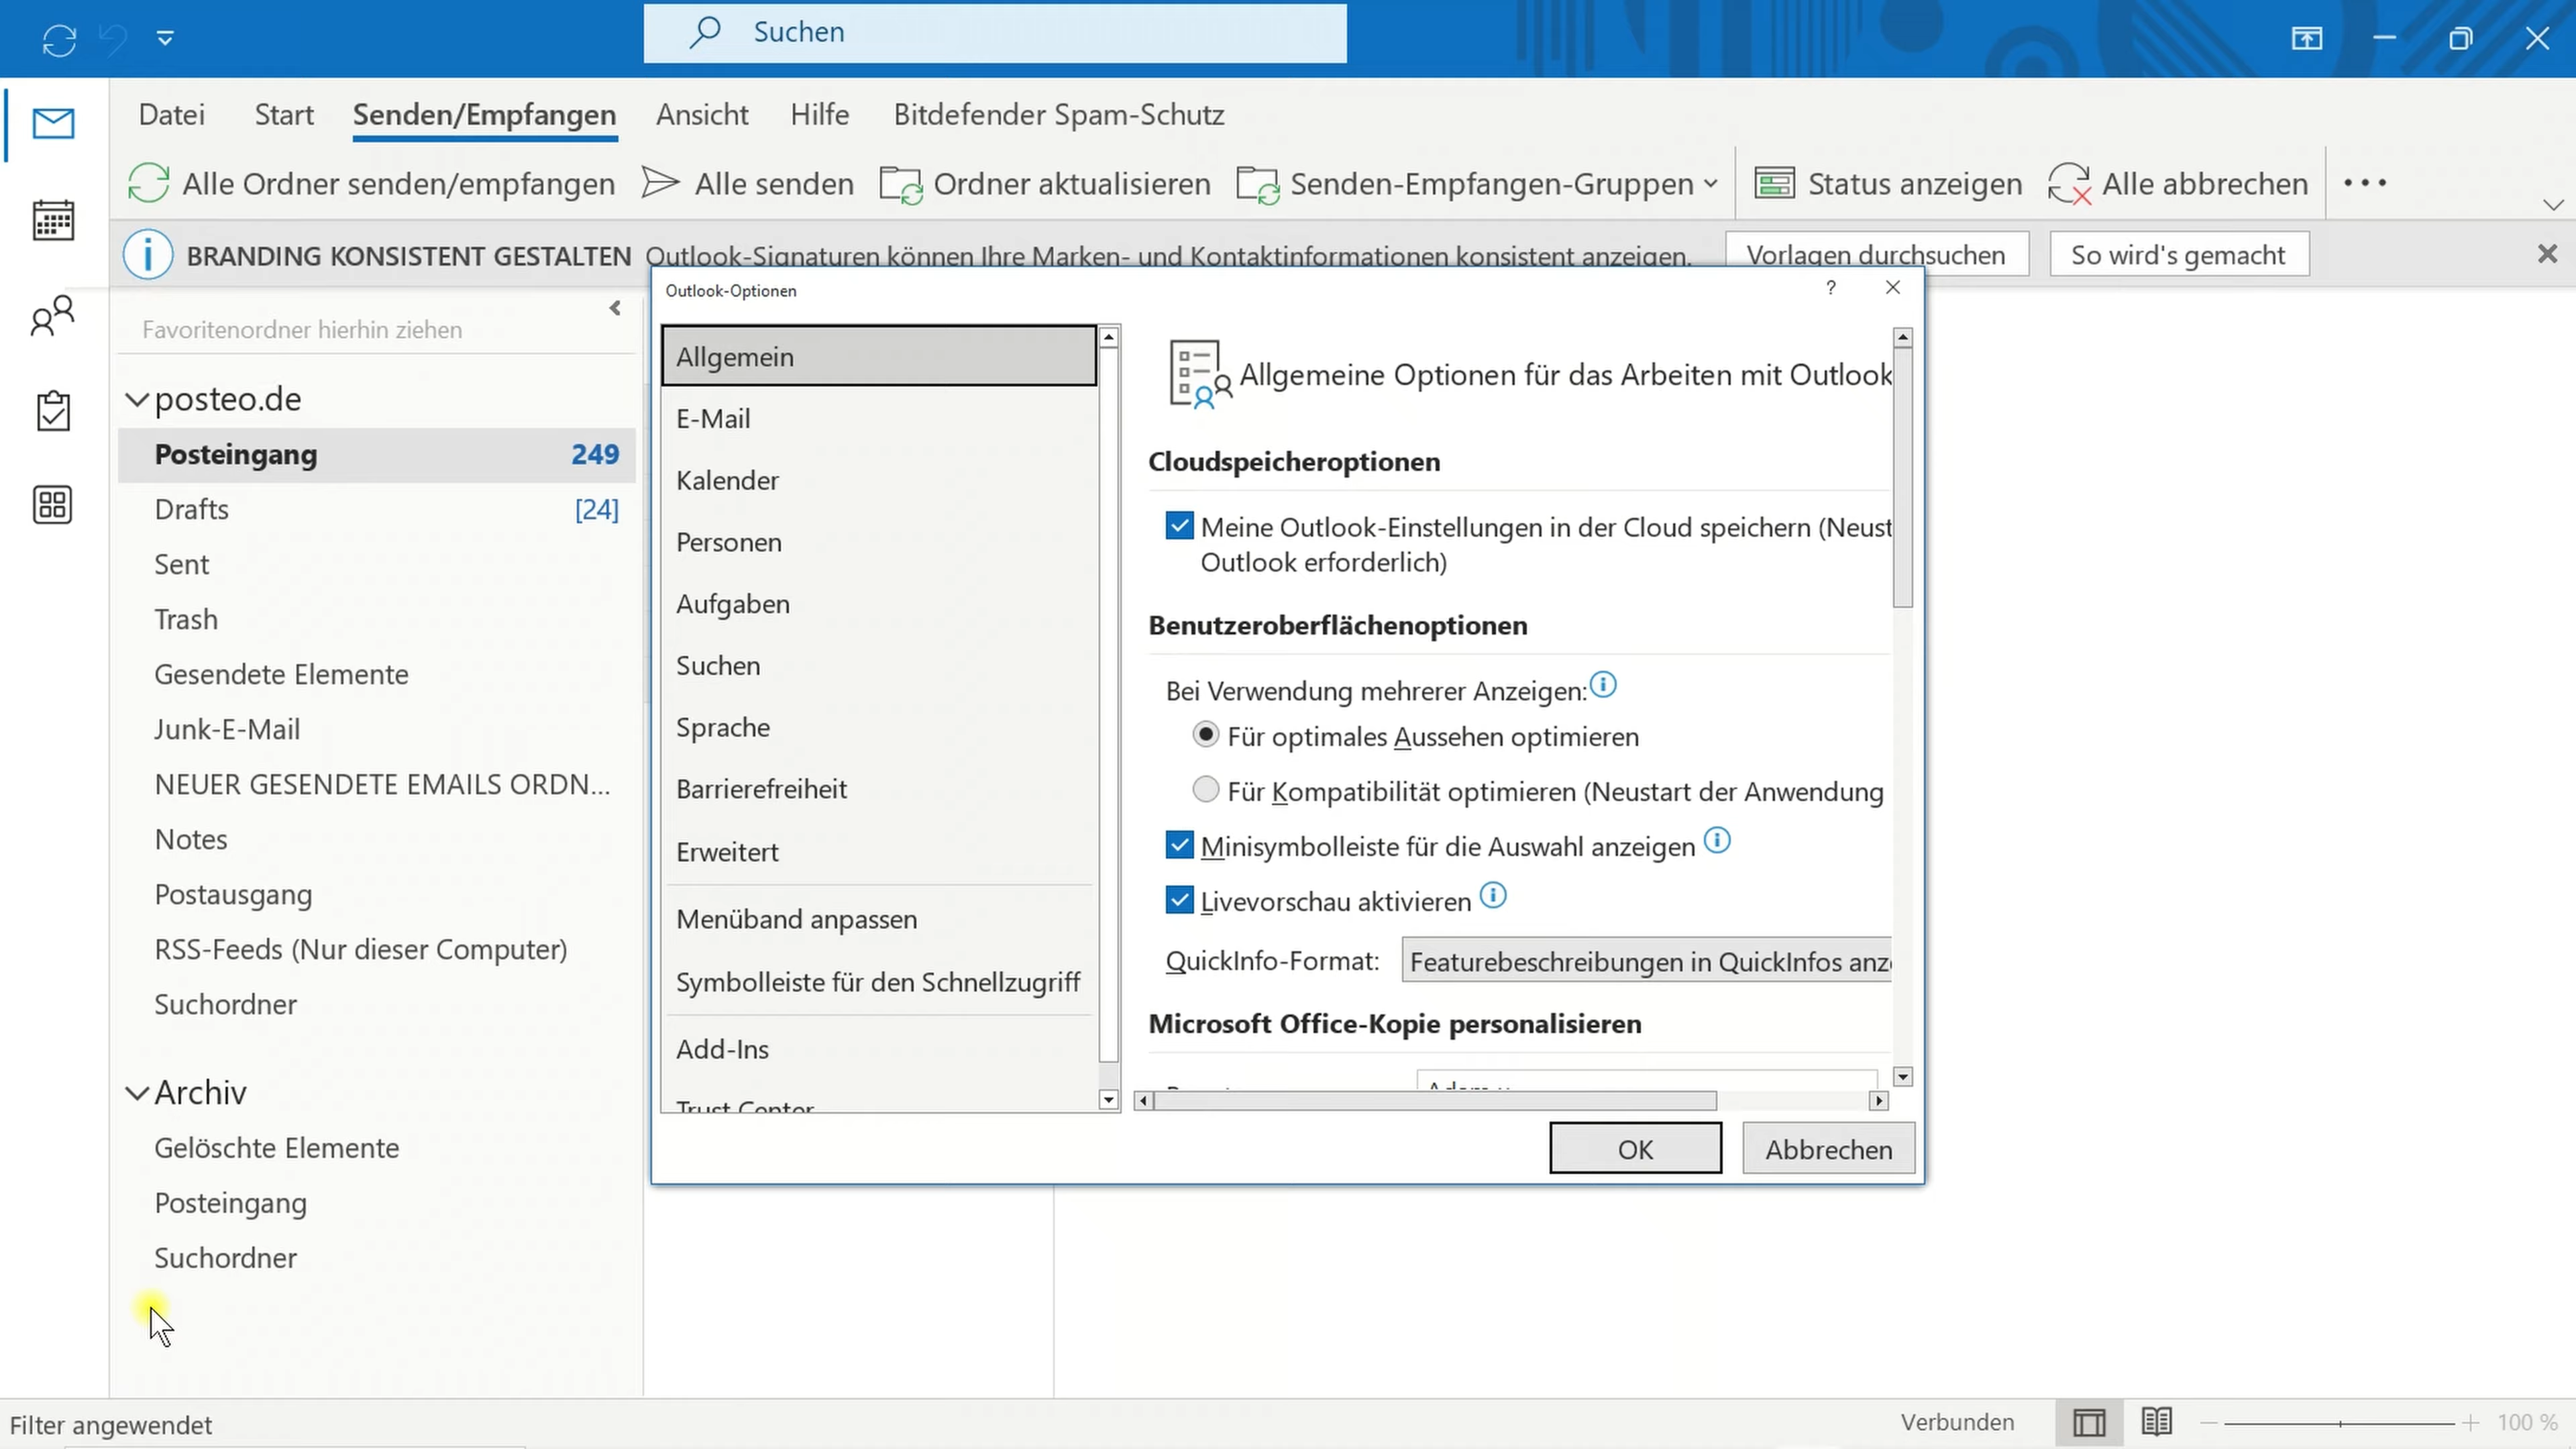 Suchen
Datei Start Senden/Empfangen Ansicht Hilfe Bitdefender Spam-Schutz
Alle Ordner senden/empfangen Alle senden Ordner aktualisieren Senden-Empfangen-Gruppen Status anzeigen Alle abbrechen
BRANDING KONSISTENT GESTALTEN Outlook-Signaturen können Ihre Marken- und Kontaktinformationen konsistent anzeigen. Vorlagen durchsuchen So wird's gemacht
Favoritenordner hierhin ziehen
posteo.de
Posteingang 249
Drafts [24]
Sent
Trash
Gesendete Elemente
Junk-E-Mail
NEUER GESENDETE EMAILS ORDN...
Notes
Postausgang
RSS-Feeds (Nur dieser Computer)
Suchordner
Archiv
Gelöschte Elemente
Posteingang
Suchordner
Outlook-Optionen ?
Allgemein
E-Mail
Kalender
Personen
Aufgaben
Suchen
Sprache
Barrierefreiheit
Erweitert
Menüband anpassen
Symbolleiste für den Schnellzugriff
Add-Ins
Trust Center
Allgemeine Optionen für das Arbeiten mit Outlook
Cloudspeicheroptionen
Meine Outlook-Einstellungen in der Cloud speichern (Neust
Outlook erforderlich)
Benutzeroberflächenoptionen
Bei Verwendung mehrerer Anzeigen:
Für optimales Aussehen optimieren
Für Kompatibilität optimieren (Neustart der Anwendung
Minisymbolleiste für die Auswahl anzeigen
Livevorschau aktivieren
QuickInfo-Format: Featurebeschreibungen in QuickInfos anz
Microsoft Office-Kopie personalisieren
OK Abbrechen
Filter angewendet Verbunden 100 %